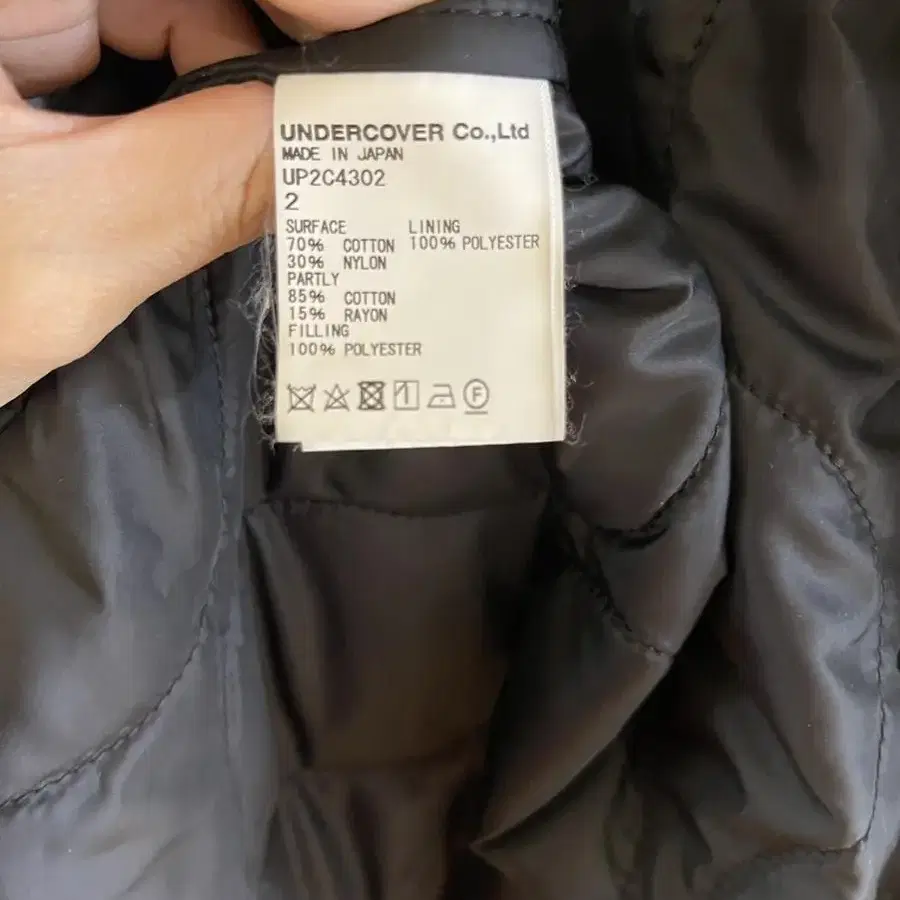 UNDERCOVER Co.,Ltd
MADE IN JAPAN
UP2C4302
2
SURFACE LINING
70% COTTON 100% POLYESTER
30% NYLON
PARTLY
85% COTTON
15% RAYON
FILLING
100% POLYESTER
F